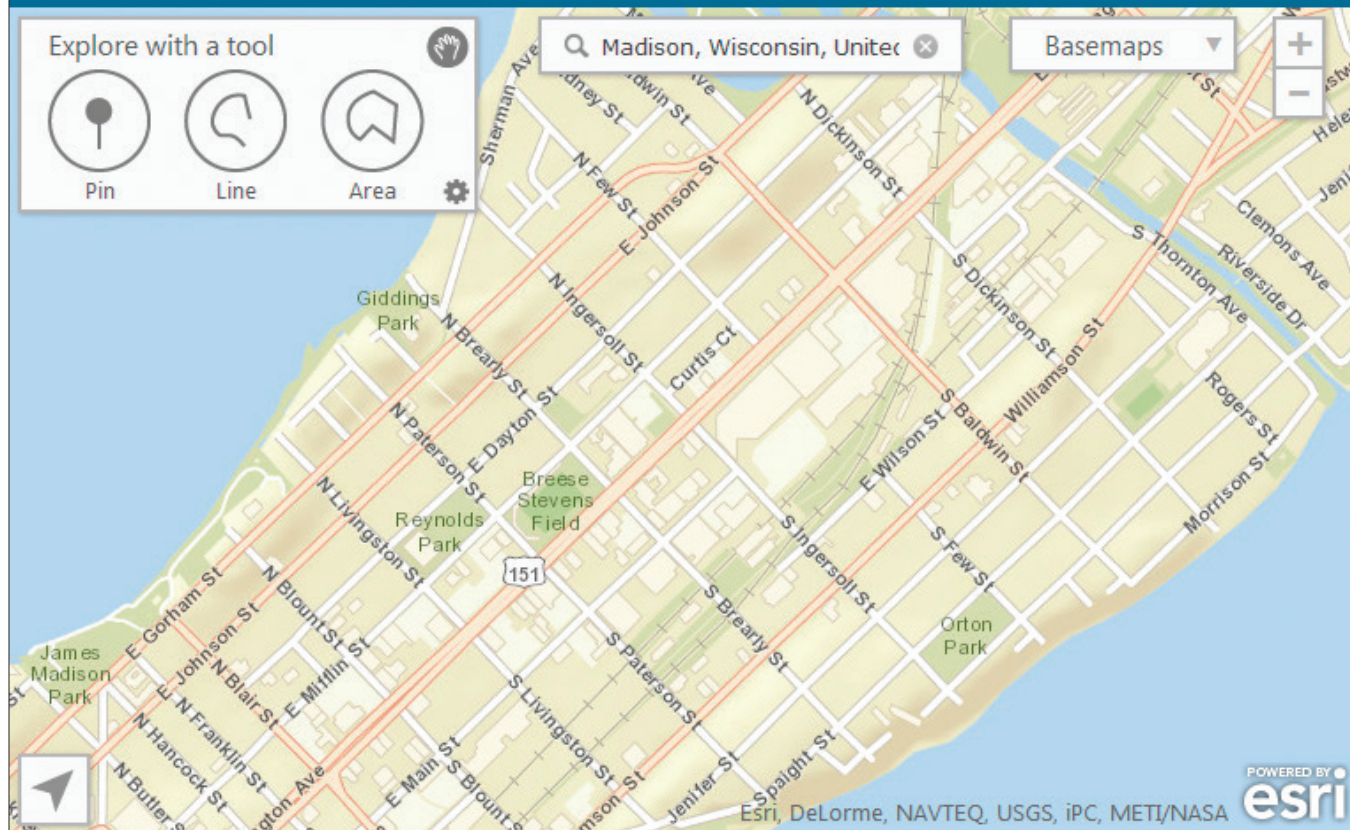 Explore with a tool
Pin
Line
Area
Madison, Wisconsin, United
Basemaps
Sherman Ave
N Dickinson St
N Few St
E Johnson St
S Thornton Ave
Clemons Ave
Riverside Dr
Giddings
Park
N Ingersoll St
S Dickinson St
N Brearly St
Curtis Ct
Williamson St
Rogers St
N Paterson St
E Dayton St
S Baldwin St
E Wilson St
Breese
Stevens
Field
N Livingston St
Reynolds
Park
Morrison St
151
S Ingersoll St
S Few St
E Gorham St
N Blount St
S Brearly St
Orton
Park
James
Madison
Park
E Johnson St
N Blair St
E Mifflin St
S Paterson St
N Franklin St
S Livingston St
N Hancock St
E Main St
Spaight St
Jenifer St
N Butler S
S Blount
ngton Ave
mson St
Esri, DeLorme, NAVTEQ, USGS, iPC, METI/NASA
POWERED BY
esri